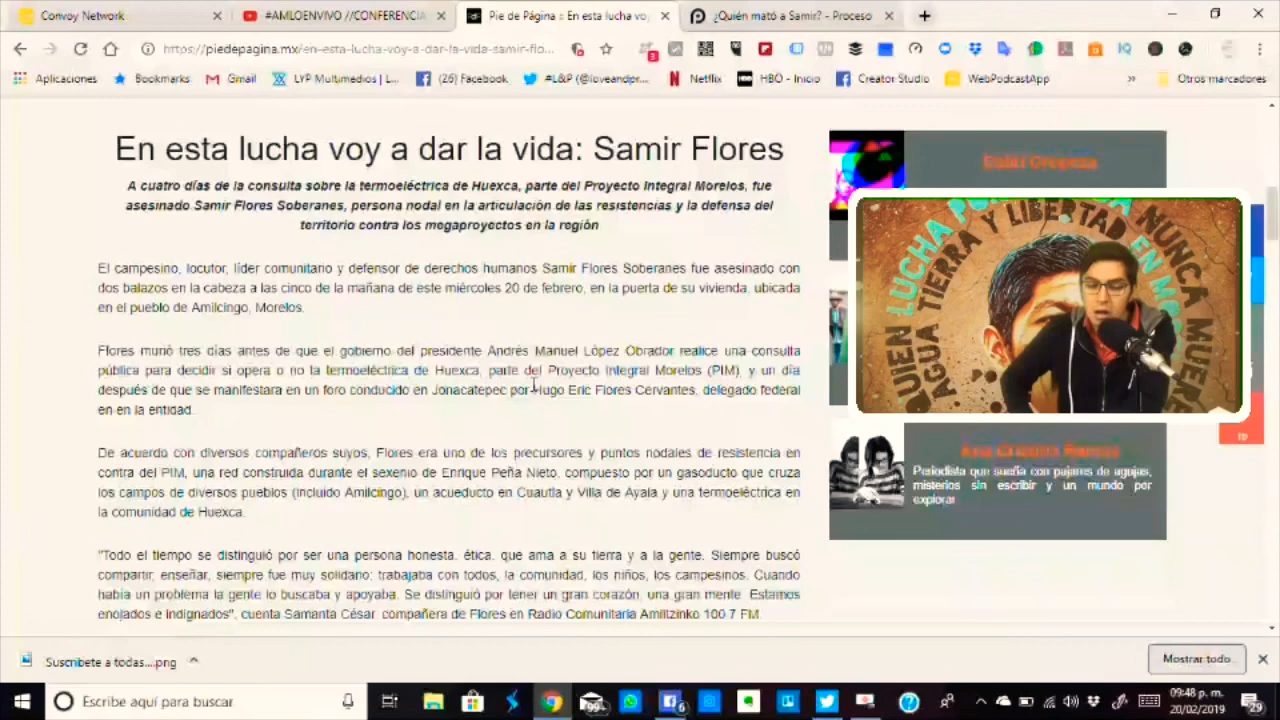 Convoy Network
#AMLOENVIVO //CONFERENCIA
Pie de Página » En esta lucha vo
¿Quién mató a Samir? - Proceso
https://piedepagina.mx/en-esta-lucha-voy-a-dar-la-vida-samir-flo...
3
Aplicaciones
Bookmarks
Gmail
LYP Multimedios | L...
(26) Facebook
#L&P (@loveandpr...
Netflix
HBO - Inicio
Creator Studio
WebPodcastApp
»
Otros marcadores
En esta lucha voy a dar la vida: Samir Flores
A cuatro días de la consulta sobre la termoeléctrica de Huexca, parte del Proyecto Integral Morelos, fue
asesinado Samir Flores Soberanes, persona nodal en la articulación de las resistencias y la defensa del
territorio contra los megaproyectos en la región
El campesino, locutor, líder comunitario y defensor de derechos humanos Samir Flores Soberanes fue asesinado con
dos balazos en la cabeza a las cinco de la mañana de este miércoles 20 de febrero, en la puerta de su vivienda, ubicada
en el pueblo de Amilcingo, Morelos.
Flores murió tres días antes de que el gobierno del presidente Andrés Manuel López Obrador realice una consulta
pública para decidir si opera o no la termoeléctrica de Huexca, parte del Proyecto Integral Morelos (PIM), y un día
después de que se manifestara en un foro conducido en Jonacatepec por Hugo Eric Flores Cervantes, delegado federal
en en la entidad.
De acuerdo con diversos compañeros suyos, Flores era uno de los precursores y puntos nodales de resistencia en
contra del PIM, una red construida durante el sexenio de Enrique Peña Nieto, compuesto por un gasoducto que cruza
los campos de diversos pueblos (incluido Amilcingo), un acueducto en Cuautla y Villa de Ayala y una termoeléctrica en
la comunidad de Huexca.
"Todo el tiempo se distinguió por ser una persona honesta, ética, que ama a su tierra y a la gente. Siempre buscó
compartir, enseñar, siempre fue muy solidario; trabajaba con todos, la comunidad, los niños, los campesinos. Cuando
había un problema la gente lo buscaba y apoyaba. Se distinguió por tener un gran corazón, una gran mente. Estamos
enojados e indignados", cuenta Samanta César, compañera de Flores en Radio Comunitaria Amiltzinko 100.7 FM.
QUIEN LUCHA
TIERRA Y LIBERTAD EN
NUNCA MUERE
AGUA
Periodista que sueña con pajares de agujas,
misterios sin escribir y un mundo por
explorar
Suscribete a todas....png
Mostrar todo
Escribe aquí para buscar
99+
6
09:48 p. m.
20/02/2019
29